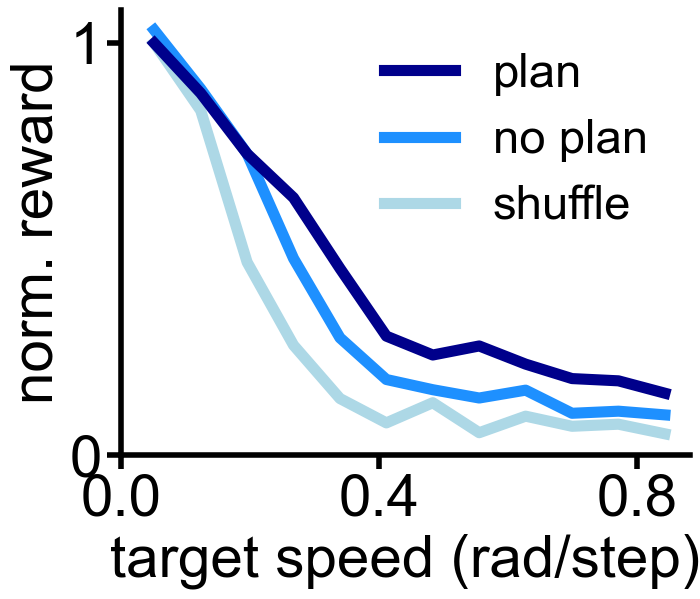 1
norm. reward
plan
no plan
shuffle
0
0.0 0.4 0.8
target speed (rad/step)